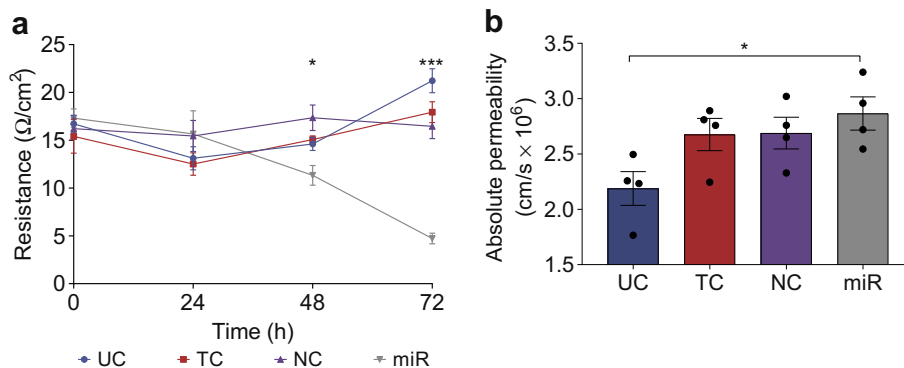 a
Resistance (Ω/cm²)
25
20
15
10
5
0
*
***
0 24 48 72
Time (h)
UC TC NC miR
b
Absolute permeability
(cm/s × 10⁶)
3.5
3.0
2.5
2.0
1.5
*
UC TC NC miR